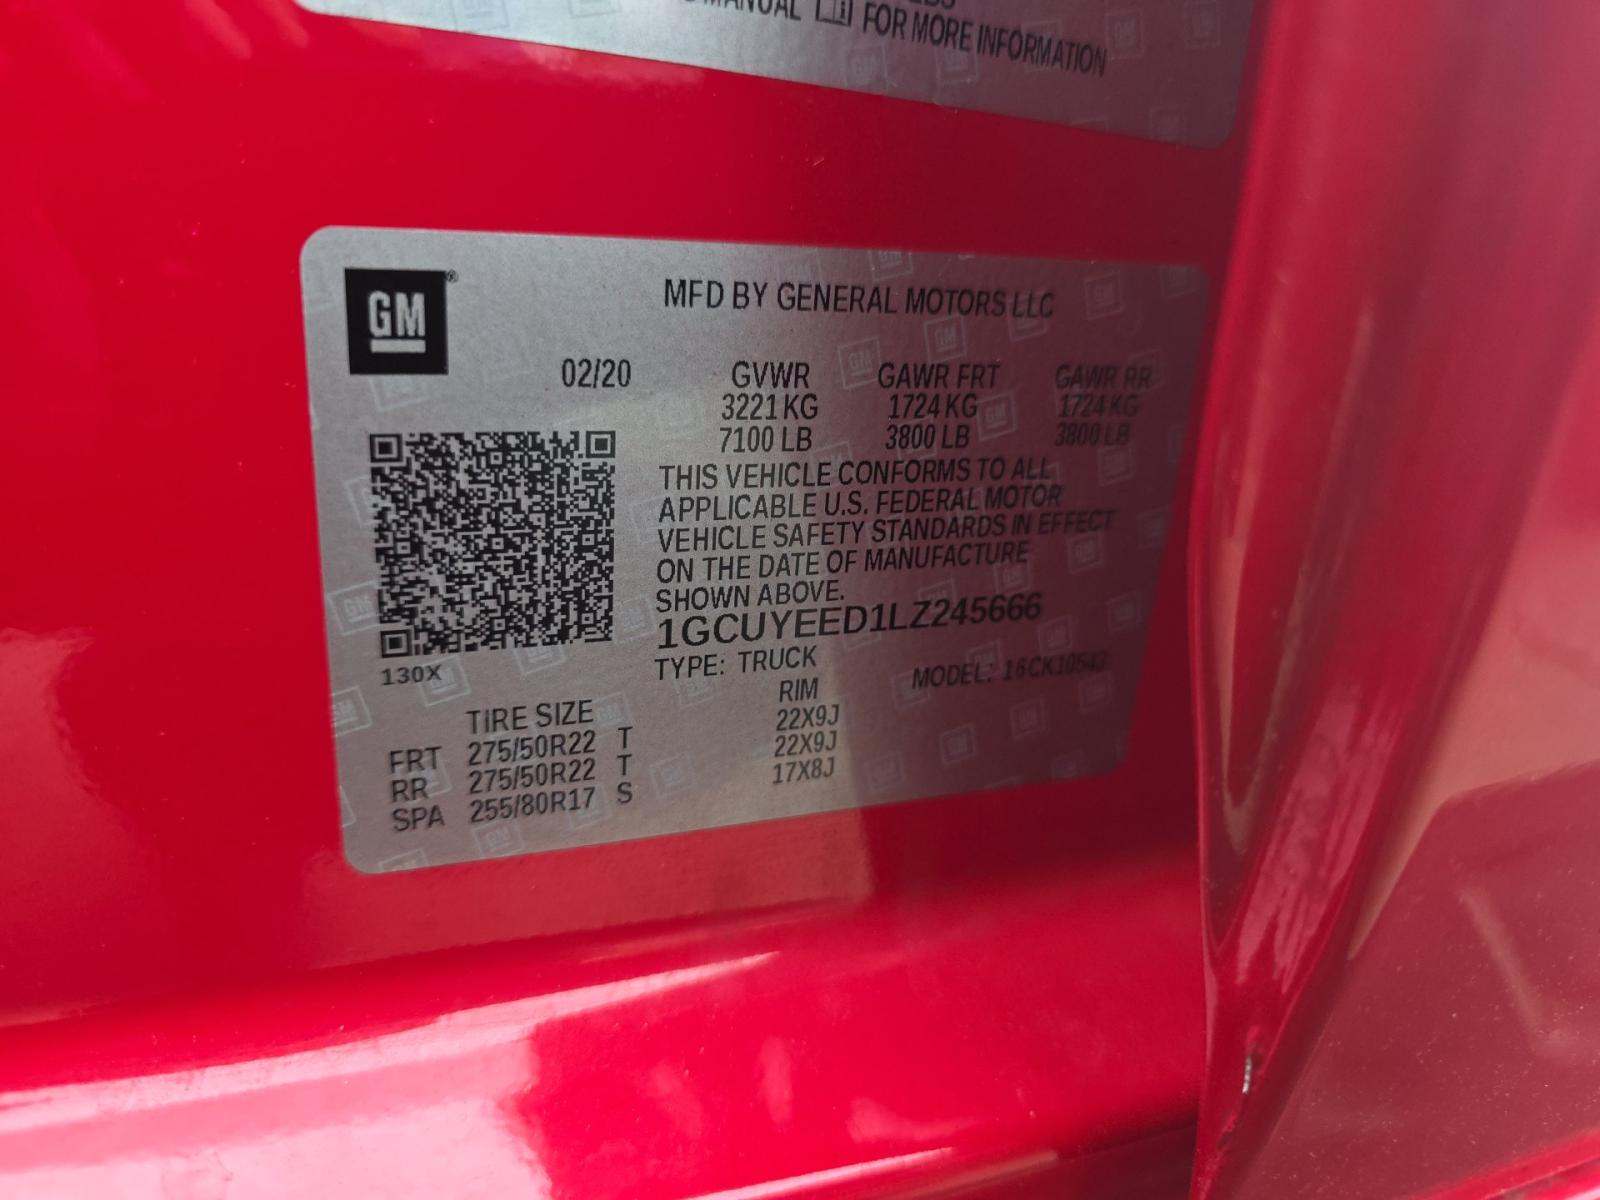 MANUAL FOR MORE INFORMATION
GM
MFD BY GENERAL MOTORS LLC
02/20 GVWR GAWR FRT GAWR RR
3221 KG 1724 KG 1724 KG
7100 LB 3800 LB 3800 LB
THIS VEHICLE CONFORMS TO ALL
APPLICABLE U.S. FEDERAL MOTOR
VEHICLE SAFETY STANDARDS IN EFFECT
ON THE DATE OF MANUFACTURE
SHOWN ABOVE.
1GCUYEED1LZ245666
130X
TYPE: TRUCK MODEL: 16CK10543
TIRE SIZE RIM
FRT 275/50R22 T 22X9J
RR 275/50R22 T 22X9J
SPA 255/80R17 S 17X8J